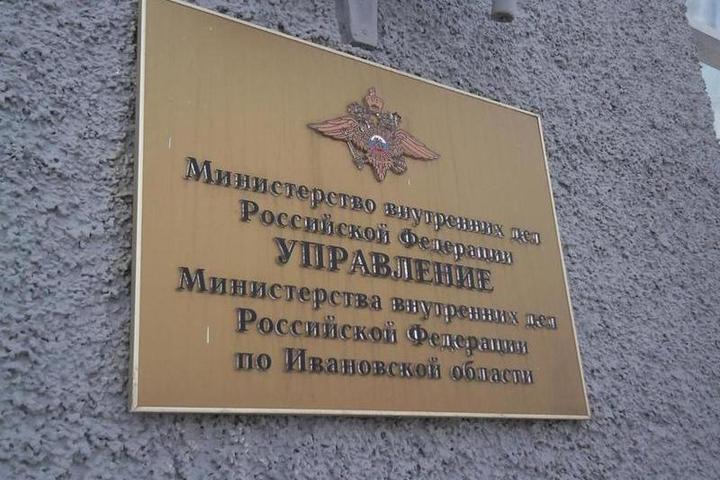 Министерство внутренних дел
Российской Федерации
УПРАВЛЕНИЕ
Министерства внутренних дел
Российской Федерации
по Ивановской области